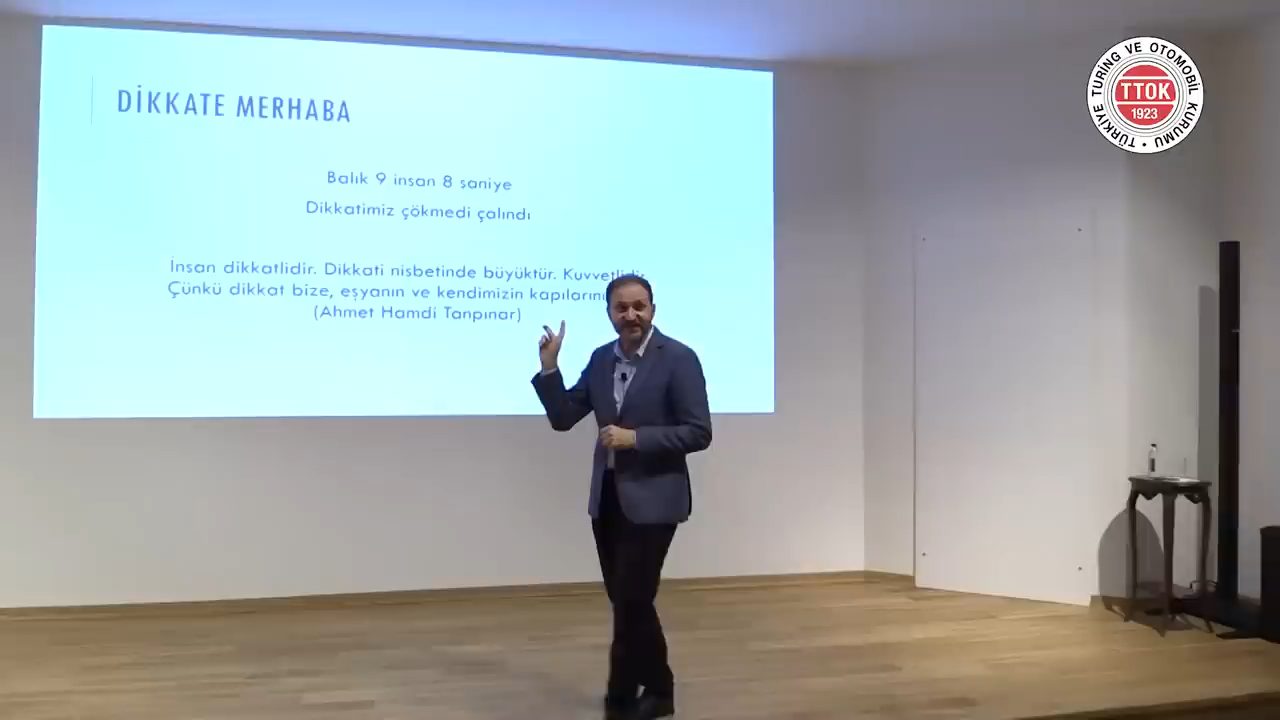 DİKKATE MERHABA
Balık 9 insan 8 saniye
Dikkatimiz çökmedi çalındı
İnsan dikkatlidir. Dikkati nisbetinde büyüktür. Kuvvetlidir.
Çünkü dikkat bize, eşyanın ve kendimizin kapılarını
(Ahmet Hamdi Tanpınar)
TÜRKİYE TURİNG VE OTOMOBİL KURUMU
TTOK
1923